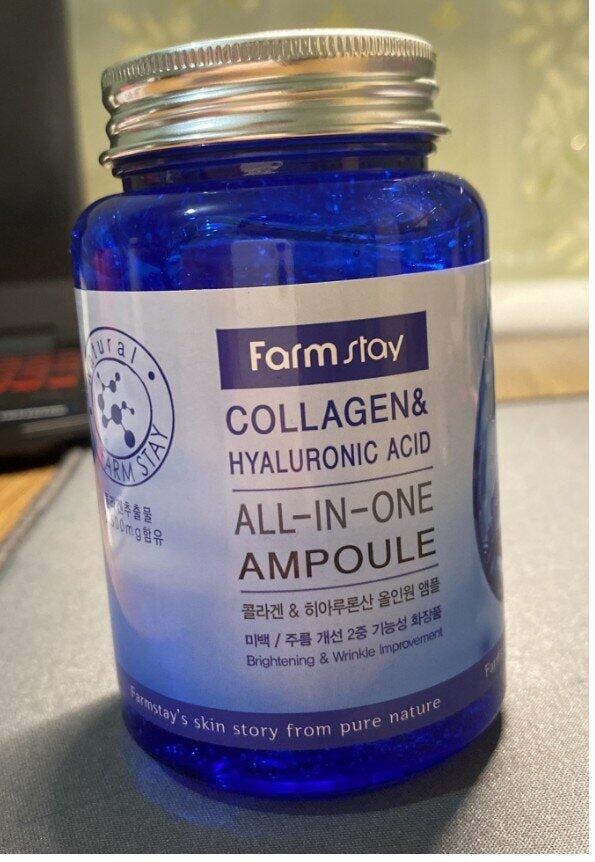 Farm stay
COLLAGEN&
HYALURONIC ACID
ALL-IN-ONE
AMPOULE
콜라겐 & 히아루론산 올인원 앰플
미백 / 주름 개선 2중 기능성 화장품
Brightening & Wrinkle Improvement
Farmstay's skin story from pure nature
FARM STAY